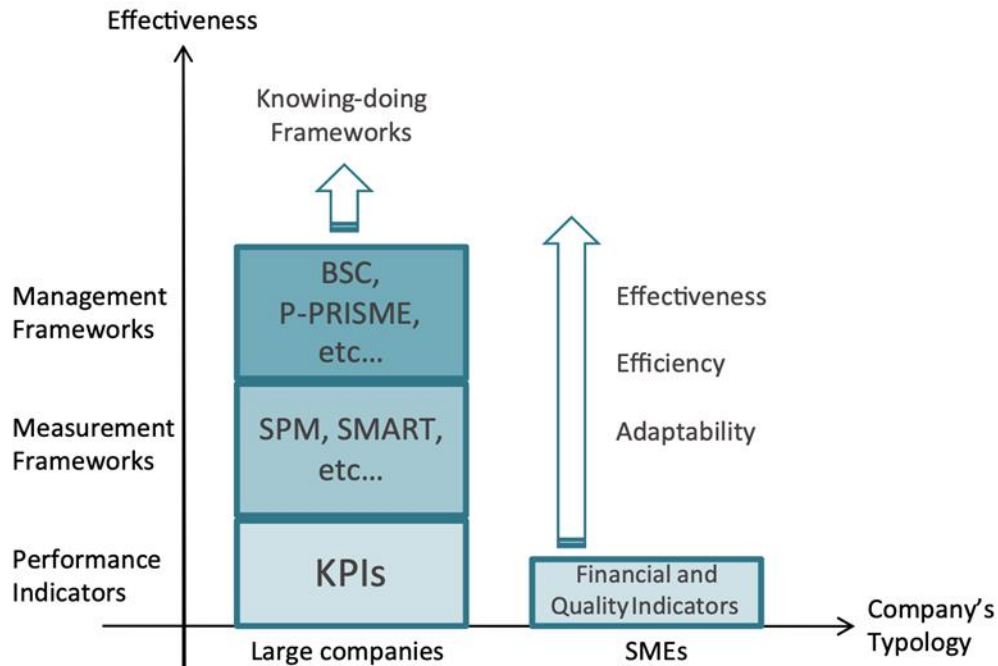 Effectiveness
Knowing-doing
Frameworks
Management
Frameworks
BSC,
P-PRISME,
etc...
Effectiveness
Efficiency
Adaptability
Measurement
Frameworks
SPM, SMART,
etc...
Performance
Indicators
KPIs
Financial and
Quality Indicators
Company's
Typology
Large companies
SMEs